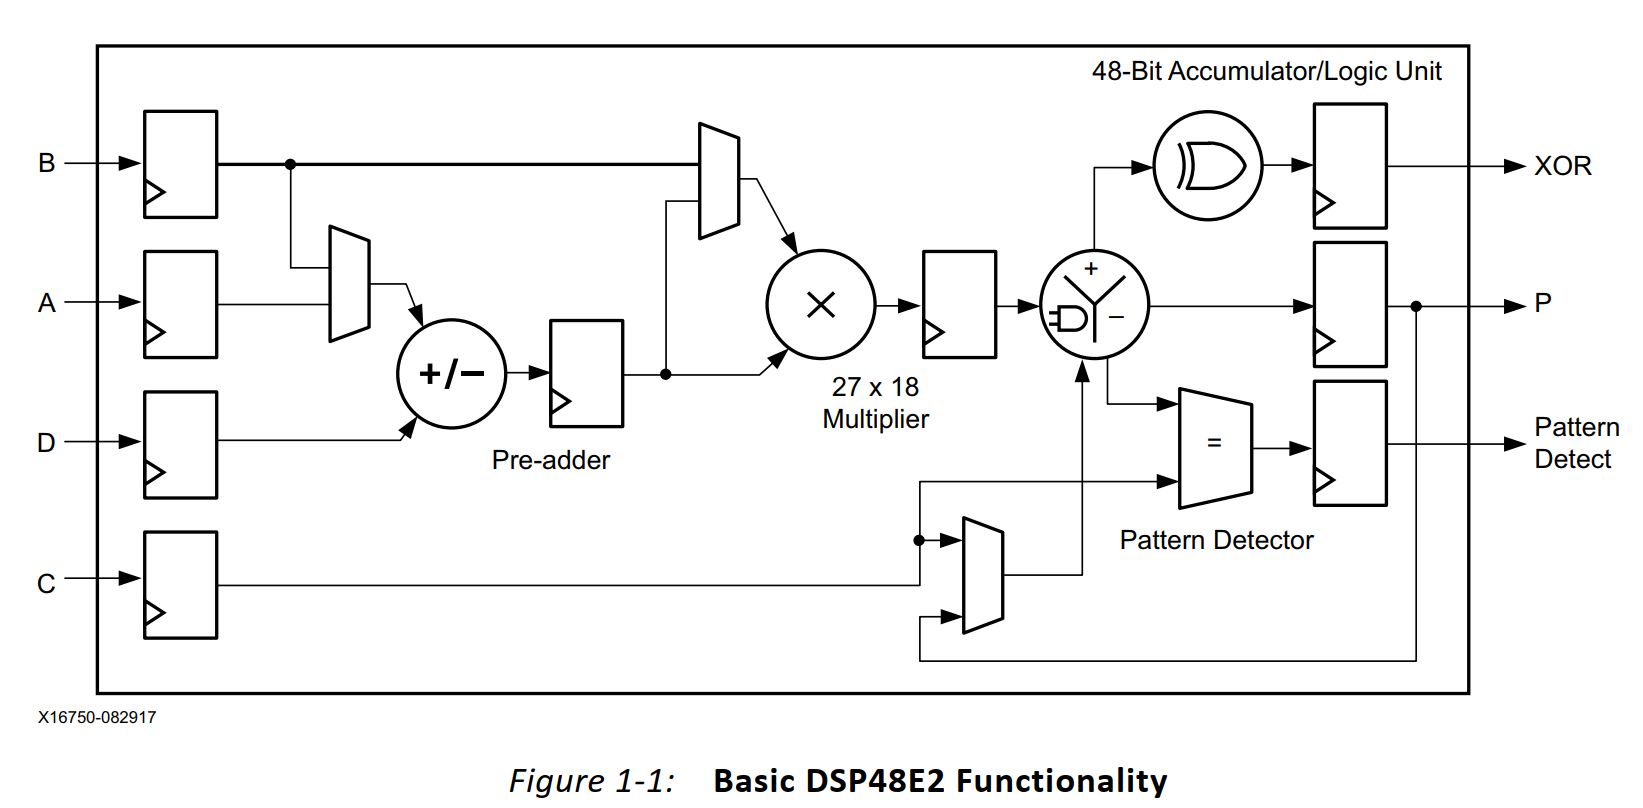 48-Bit Accumulator/Logic Unit
B
XOR
A
+
−
P
+/−
×
27 x 18
Multiplier
D
Pre-adder
=
Pattern
Detect
Pattern Detector
C
X16750-082917
Figure 1-1: Basic DSP48E2 Functionality